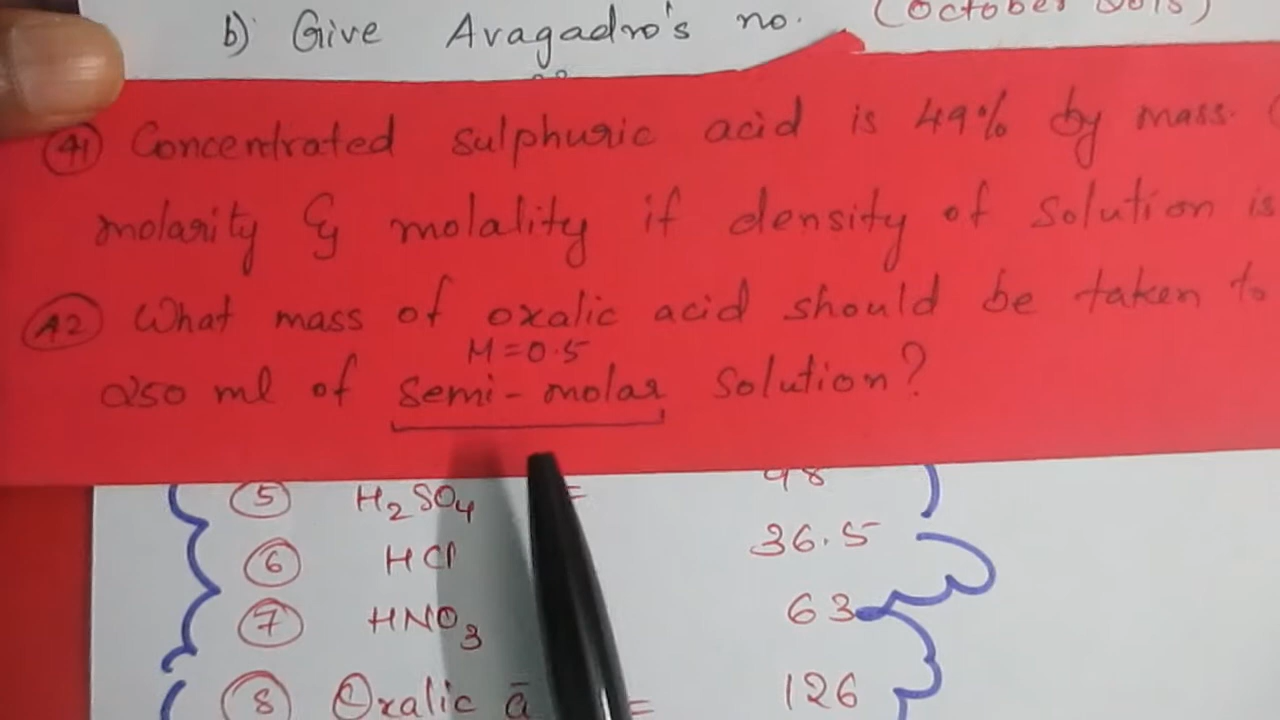 b) Give Avagadro's no. (October 2015)
41 Concentrated sulphuric acid is 49% by mass.
molarity & molality if density of solution is
42 What mass of oxalic acid should be taken to
M = 0.5
250 ml of semi-molar solution?
5 H2SO4 = 98
6 HCl 36.5
7 HNO3 63
8 Oxalic ā = 126